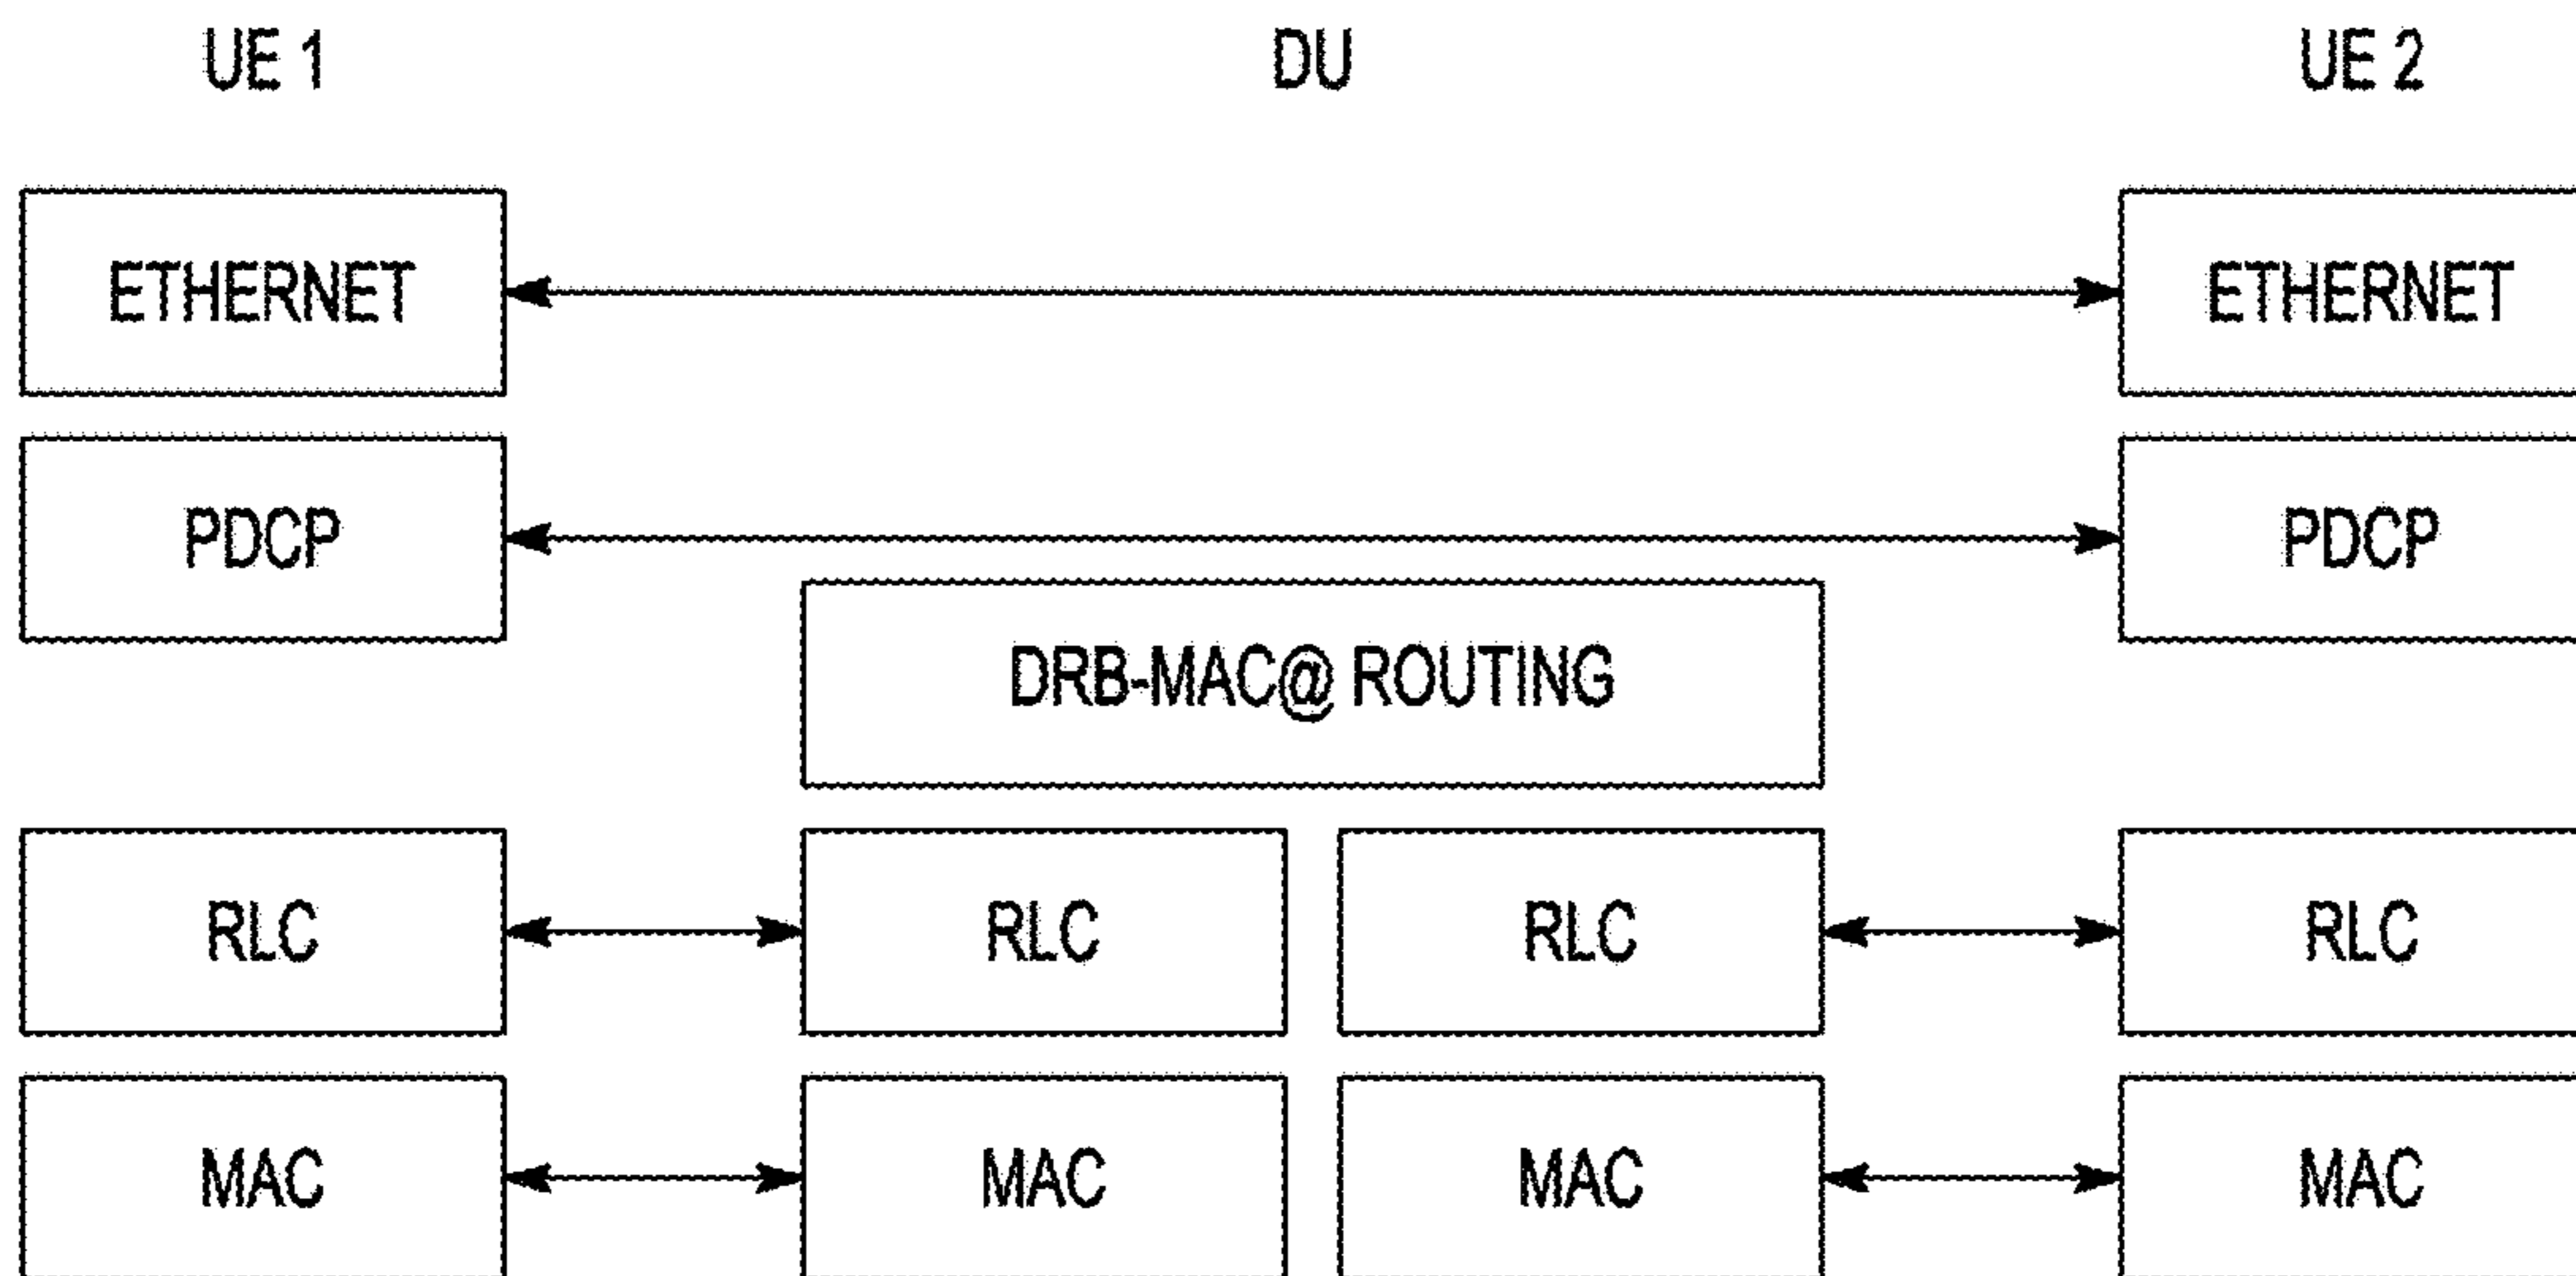 UE 1 DU UE 2
ETHERNET ETHERNET
PDCP PDCP
DRB-MAC@ ROUTING
RLC RLC RLC RLC
MAC MAC MAC MAC